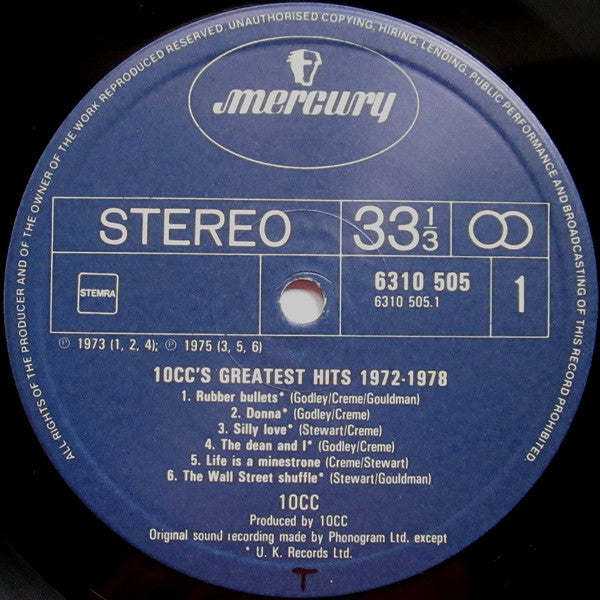 ALL RIGHTS OF THE PRODUCER AND OF THE OWNER OF THE WORK REPRODUCED RESERVED. UNAUTHORISED COPYING, HIRING, LENDING, PUBLIC PERFORMANCE AND BROADCASTING OF THIS RECORD PROHIBITED.
mercury
STEREO 33 1/3
STEMRA
6310 505
6310 505.1
1
℗ 1973 (1, 2, 4); ℗ 1975 (3, 5, 6)
10CC'S GREATEST HITS 1972-1978
1. Rubber bullets* (Godley/Creme/Gouldman)
2. Donna* (Godley/Creme)
3. Silly love* (Stewart/Creme)
4. The dean and I* (Godley/Creme)
5. Life is a minestrone (Creme/Stewart)
6. The Wall Street shuffle* (Stewart/Gouldman)
10CC
Produced by 10CC
Original sound recording made by Phonogram Ltd. except
* U. K. Records Ltd.
T